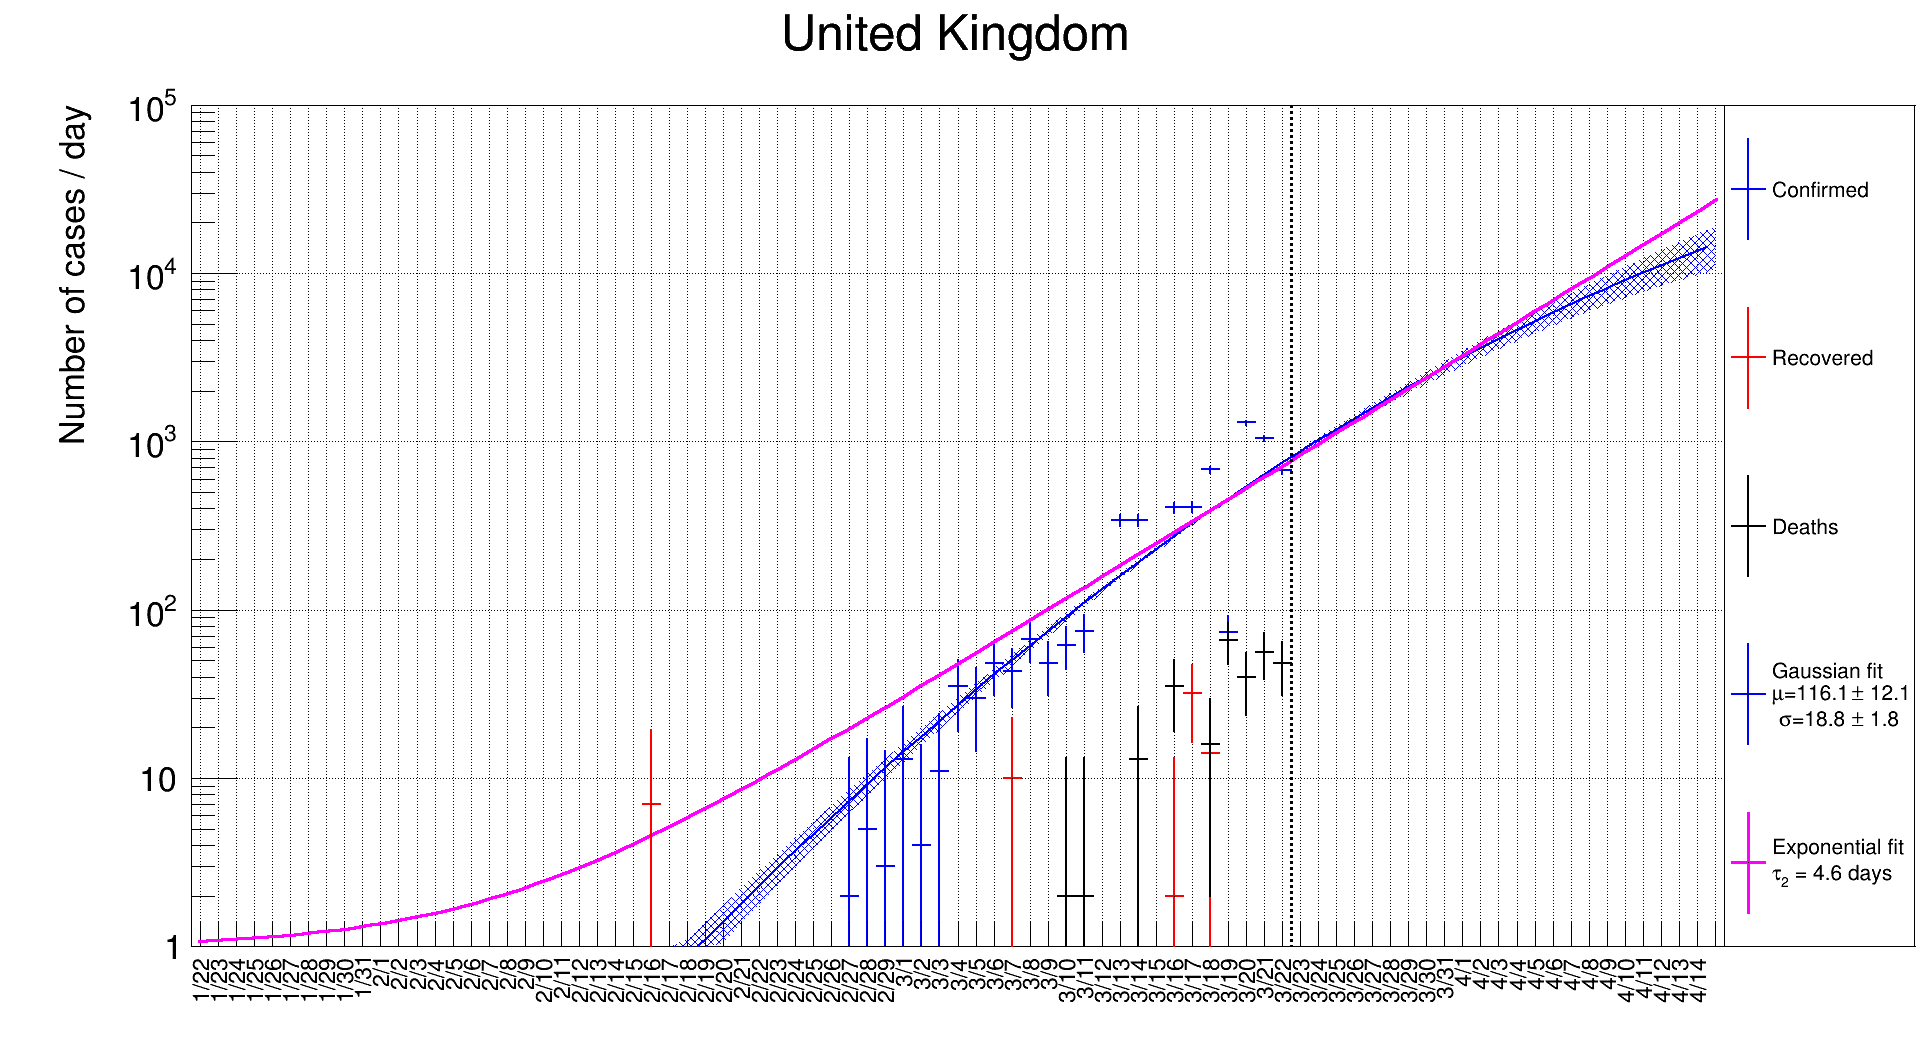 United Kingdom
Number of cases / day
10^5
10^4
10^3
10^2
10
1
1/22 1/23 1/24 1/25 1/26 1/27 1/28 1/29 1/30 1/31 2/1 2/2 2/3 2/4 2/5 2/6 2/7 2/8 2/9 2/10 2/11 2/12 2/13 2/14 2/15 2/16 2/17 2/18 2/19 2/20 2/21 2/22 2/23 2/24 2/25 2/26 2/27 2/28 2/29 3/1 3/2 3/3 3/4 3/5 3/6 3/7 3/8 3/9 3/10 3/11 3/12 3/13 3/14 3/15 3/16 3/17 3/18 3/19 3/20 3/21 3/22 3/23 3/24 3/25 3/26 3/27 3/28 3/29 3/30 3/31 4/1 4/2 4/3 4/4 4/5 4/6 4/7 4/8 4/9 4/10 4/11 4/12 4/13 4/14
Confirmed
Recovered
Deaths
Gaussian fit
μ=116.1 ± 12.1
σ=18.8 ± 1.8
Exponential fit
τ₂ = 4.6 days